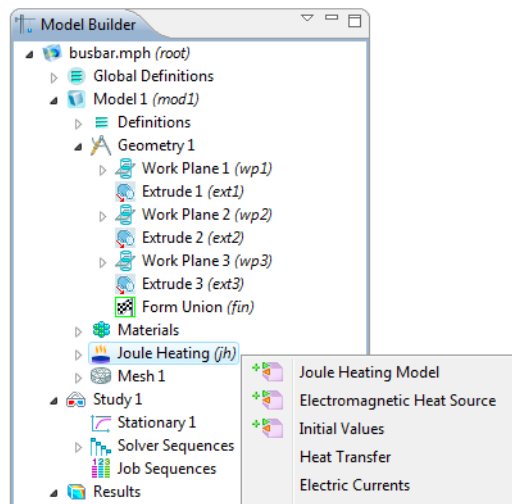 Model Builder
busbar.mph (root)
Global Definitions
Model 1 (mod1)
Definitions
Geometry 1
Work Plane 1 (wp1)
Extrude 1 (ext1)
Work Plane 2 (wp2)
Extrude 2 (ext2)
Work Plane 3 (wp3)
Extrude 3 (ext3)
Form Union (fin)
Materials
Joule Heating (jh)
Mesh 1
Study 1
Stationary 1
Solver Sequences
123
Job Sequences
Results
Joule Heating Model
Electromagnetic Heat Source
Initial Values
Heat Transfer
Electric Currents